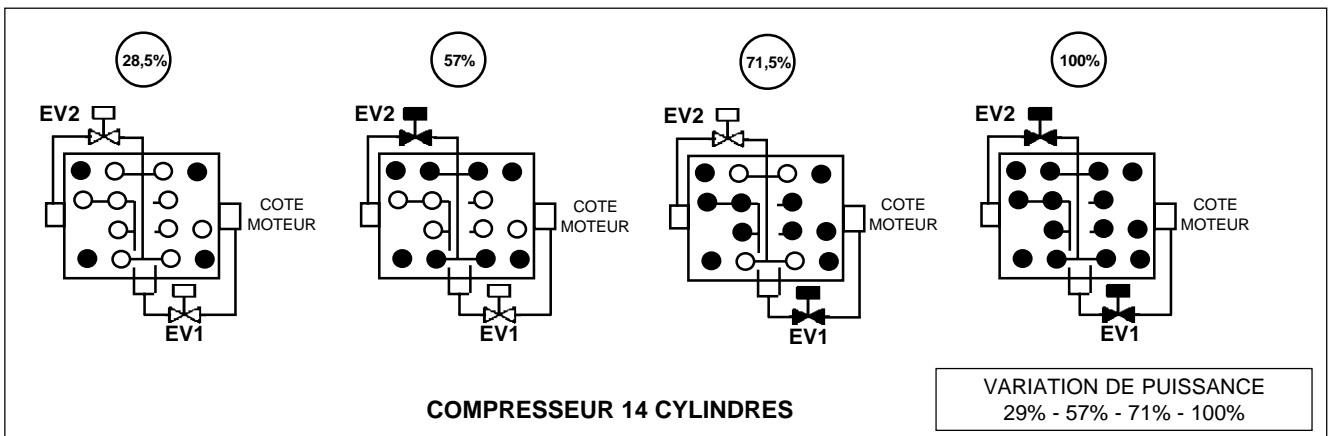 28,5%
57%
71,5%
100%
EV2
EV2
EV2
EV2
COTE
MOTEUR
COTE
MOTEUR
COTE
MOTEUR
COTE
MOTEUR
EV1
EV1
EV1
EV1
COMPRESSEUR 14 CYLINDRES
VARIATION DE PUISSANCE
29% - 57% - 71% - 100%